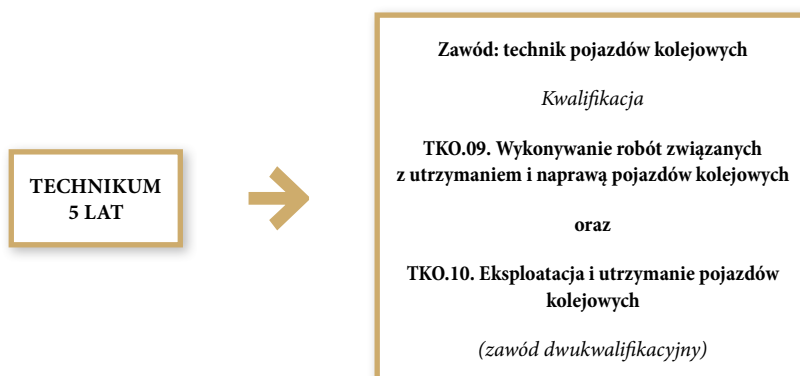 TECHNIKUM
5 LAT
Zawód: technik pojazdów kolejowych
Kwalifikacja
TKO.09. Wykonywanie robót związanych
z utrzymaniem i naprawą pojazdów kolejowych
oraz
TKO.10. Eksploatacja i utrzymanie pojazdów
kolejowych
(zawód dwukwalifikacyjny)